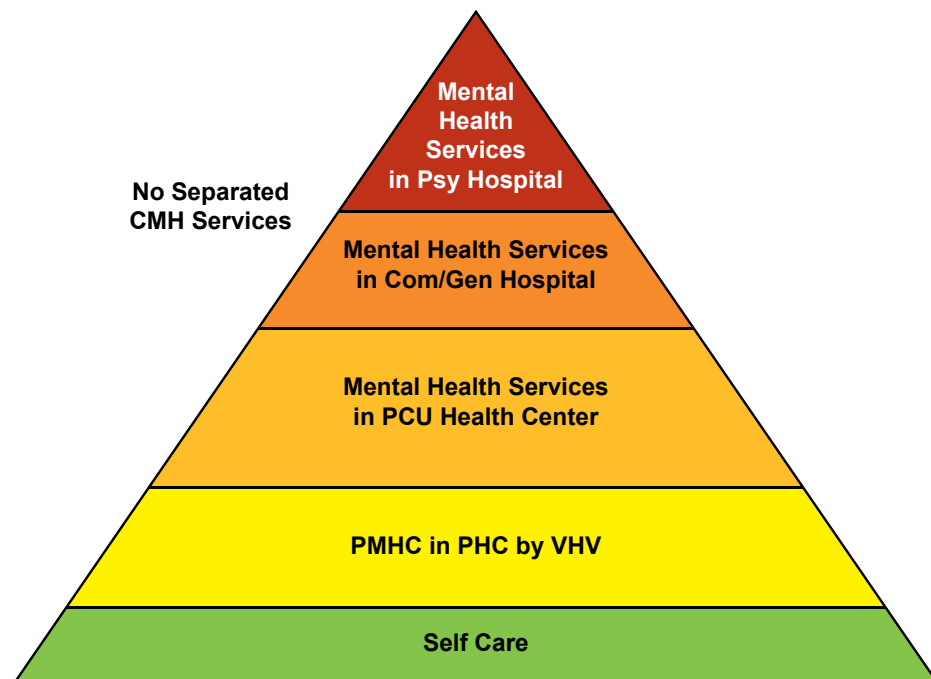 Mental
Health
Services
in Psy Hospital
No Separated
CMH Services
Mental Health Services
in Com/Gen Hospital
Mental Health Services
in PCU Health Center
PMHC in PHC by VHV
Self Care